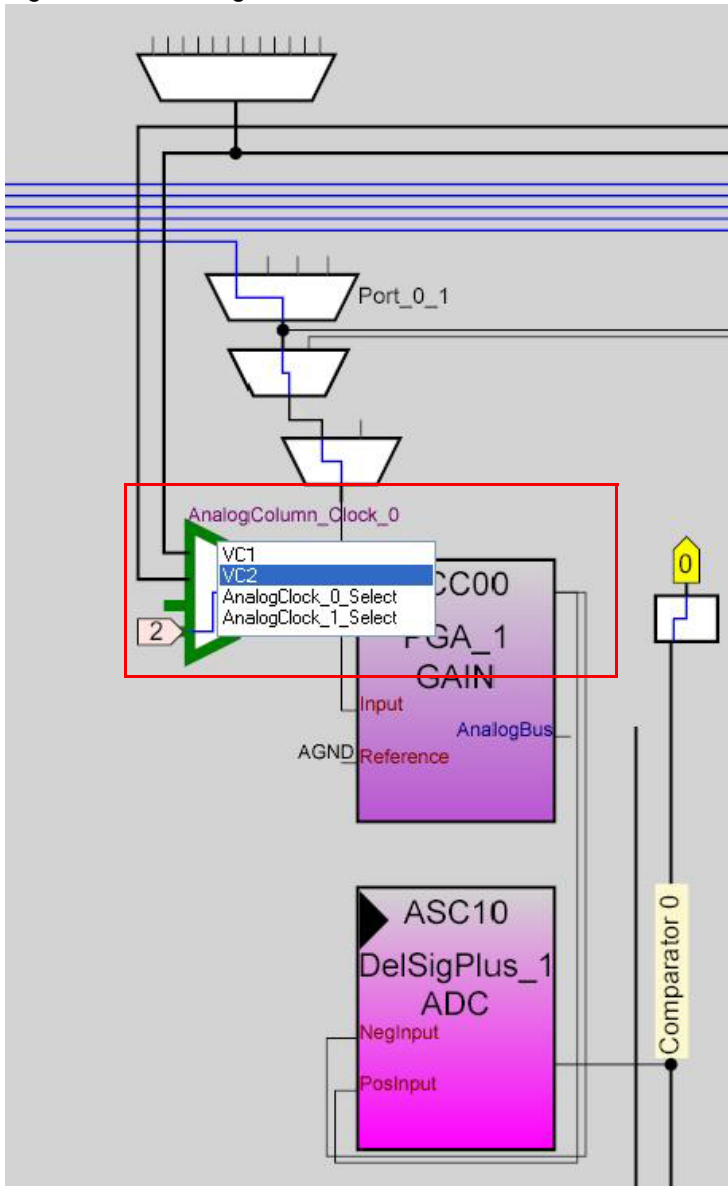 Port_0_1
AnalogColumn_Clock_0
VC1
VC2
AnalogClock_0_Select
AnalogClock_1_Select
2
CC00
PGA_1
GAIN
Input
AnalogBus
AGND
Reference
0
ASC10
DelSigPlus_1
ADC
NegInput
PosInput
Comparator 0